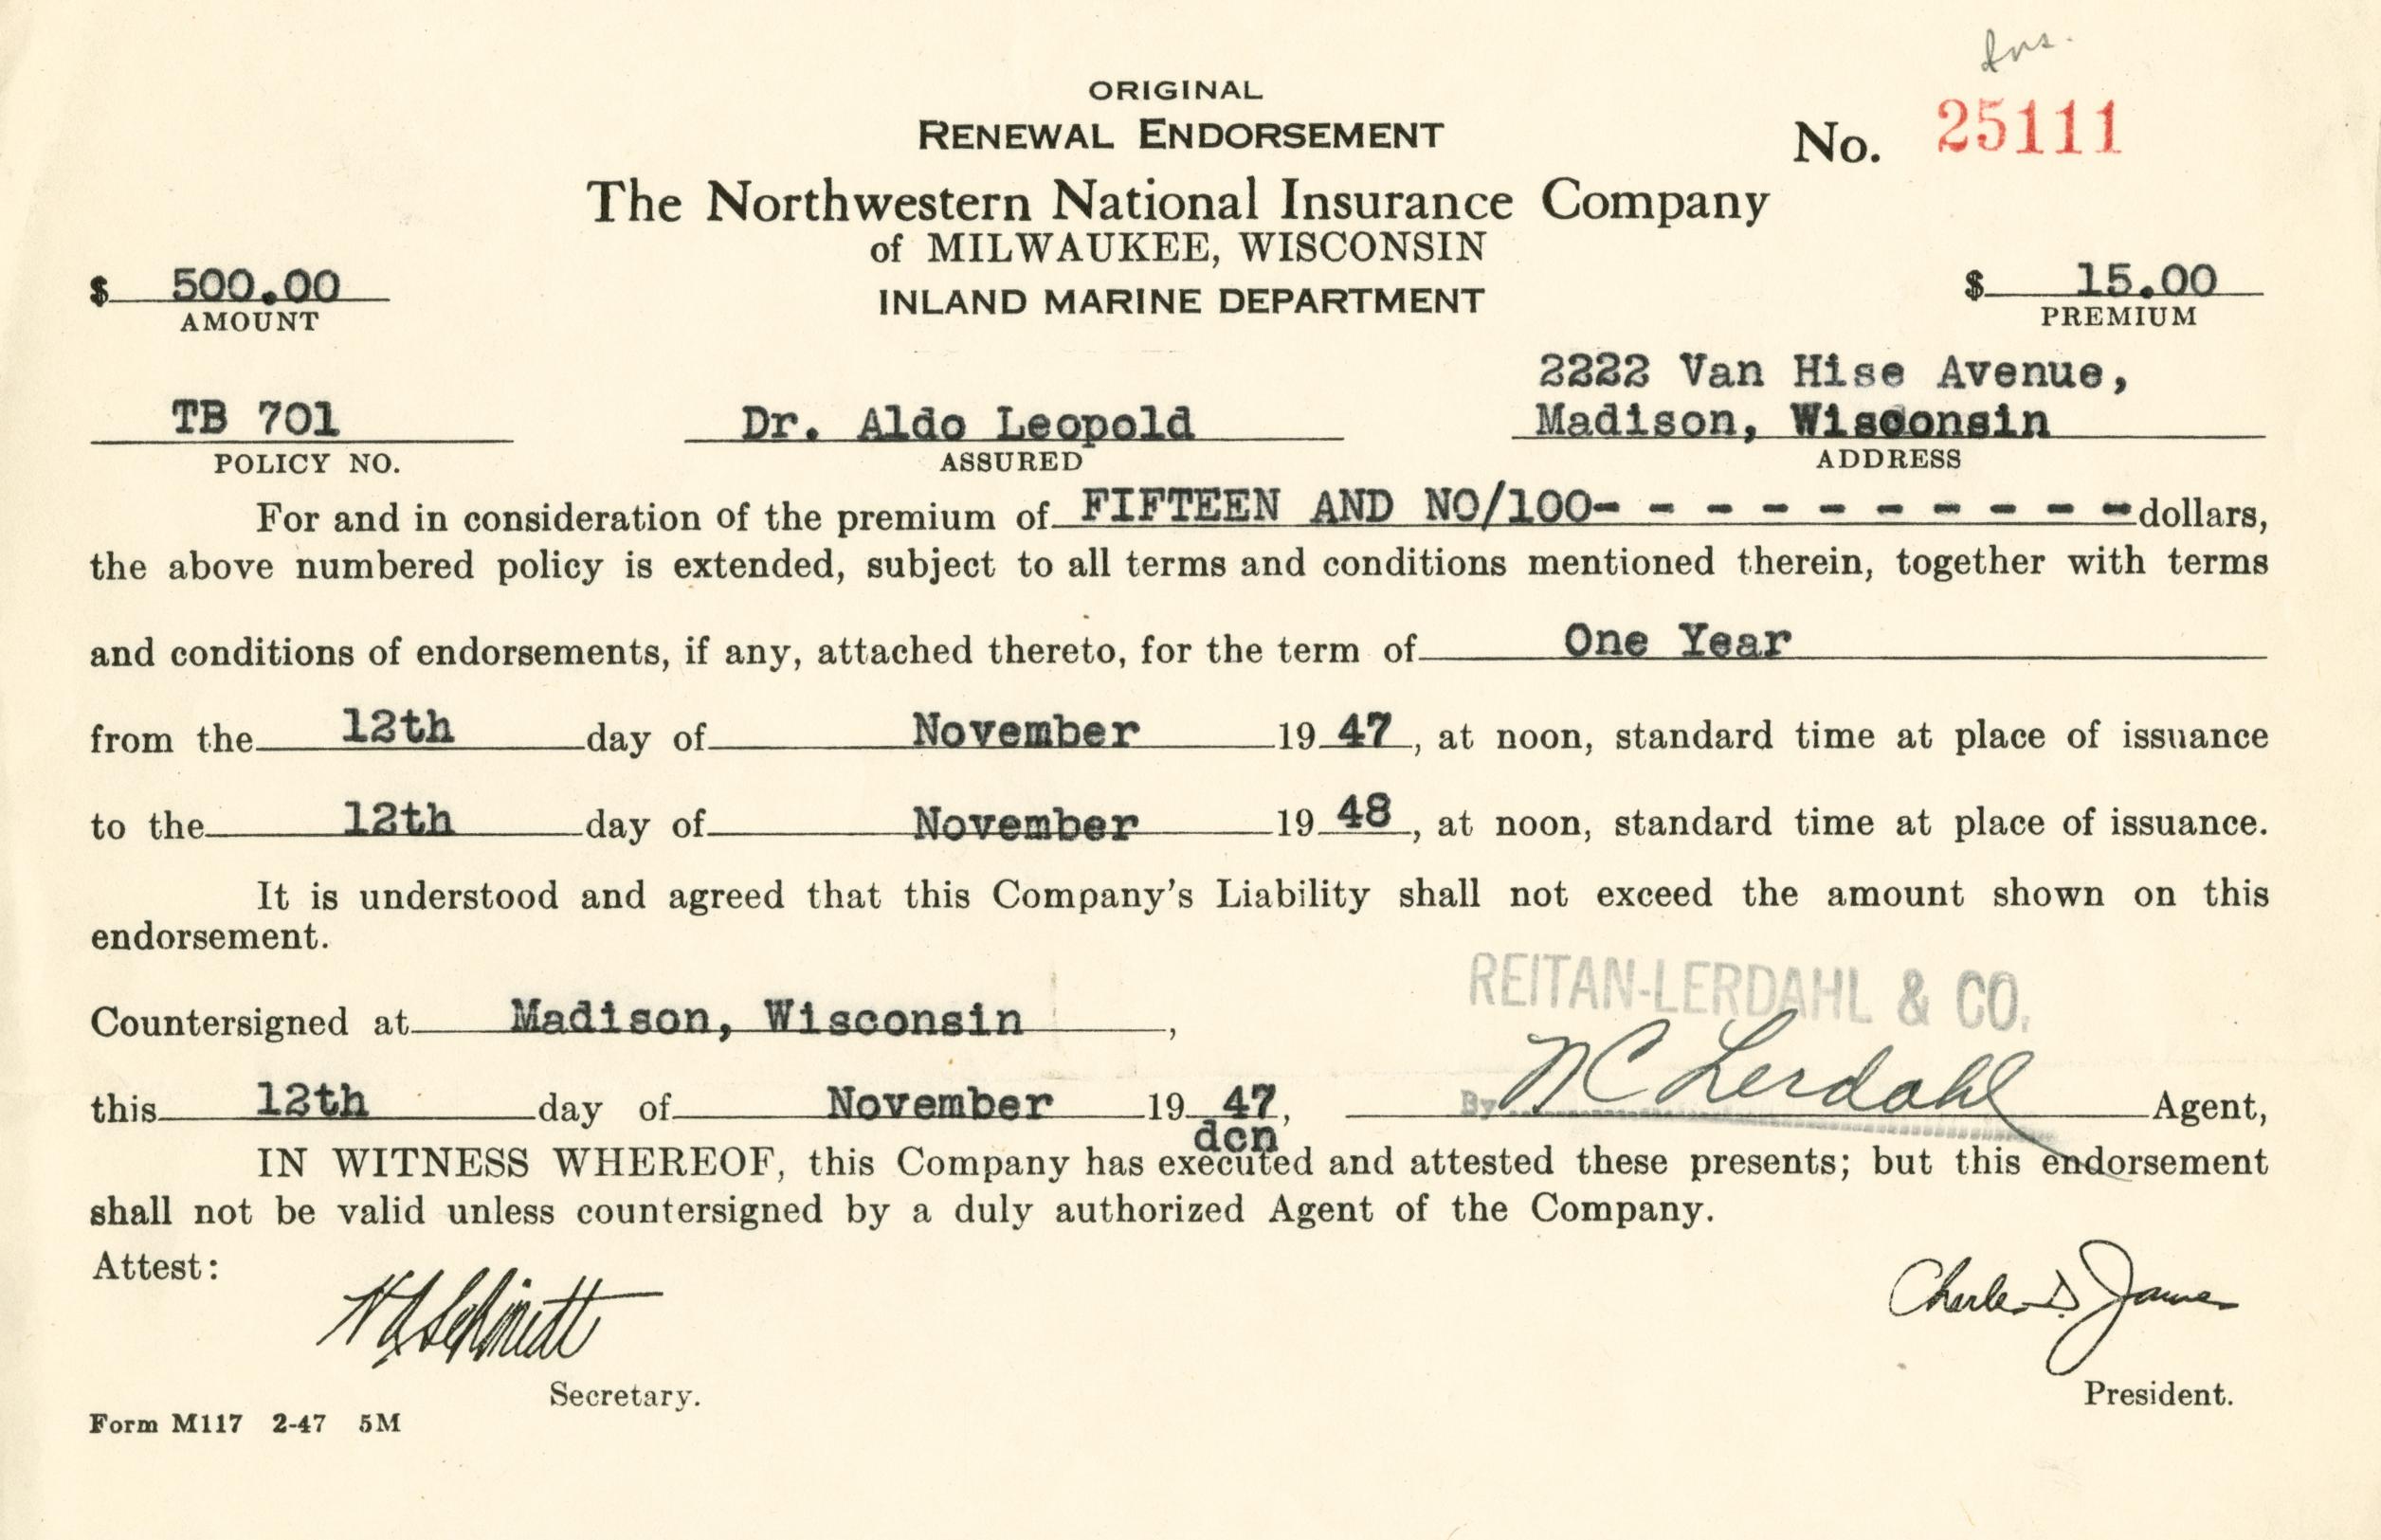 Ins.
ORIGINAL
RENEWAL ENDORSEMENT
No. 25111
The Northwestern National Insurance Company
of MILWAUKEE, WISCONSIN
INLAND MARINE DEPARTMENT
$ 500.00
AMOUNT
$ 15.00
PREMIUM
TB 701
POLICY NO.
Dr. Aldo Leopold
ASSURED
2222 Van Hise Avenue,
Madison, Wisconsin
ADDRESS
For and in consideration of the premium of FIFTEEN AND NO/100- - - - - - - - - - dollars,
the above numbered policy is extended, subject to all terms and conditions mentioned therein, together with terms
and conditions of endorsements, if any, attached thereto, for the term of One Year
from the 12th day of November 19 47, at noon, standard time at place of issuance
to the 12th day of November 19 48, at noon, standard time at place of issuance.
It is understood and agreed that this Company's Liability shall not exceed the amount shown on this
endorsement.
REITAN-LERDAHL & CO.
Countersigned at Madison, Wisconsin,
this 12th day of November 19 47, By N C Lerdahl Agent,
dcn
IN WITNESS WHEREOF, this Company has executed and attested these presents; but this endorsement
shall not be valid unless countersigned by a duly authorized Agent of the Company.
Attest:
Schmitt
Charles D. James
Secretary.
President.
Form M117 2-47 5M